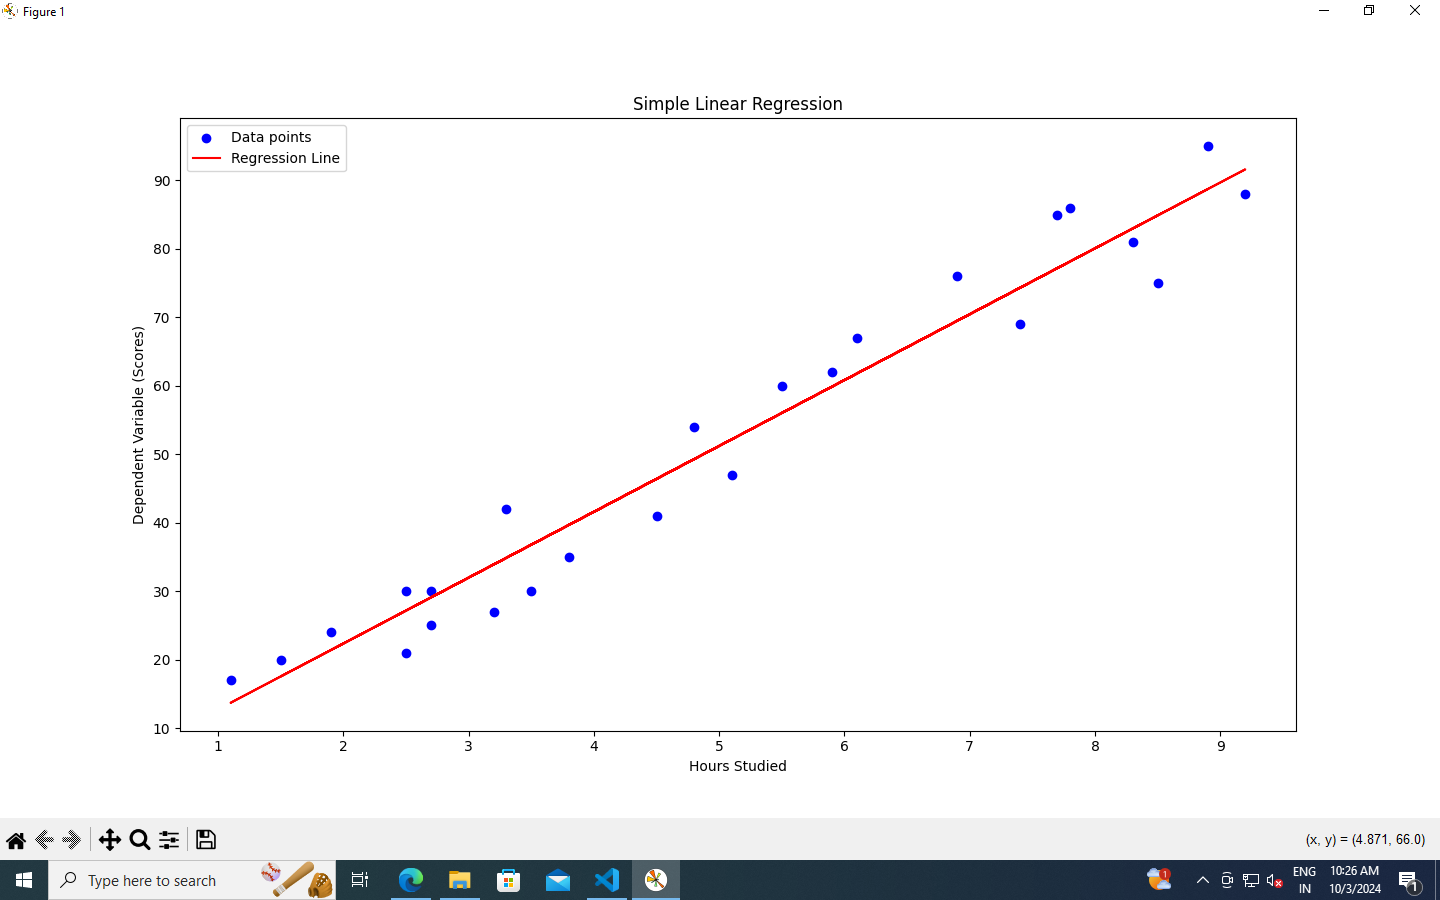 Figure 1
Simple Linear Regression
Data points
Regression Line
Dependent Variable (Scores)
90
80
70
60
50
40
30
20
10
1 2 3 4 5 6 7 8 9
Hours Studied
(x, y) = (4.871, 66.0)
Type here to search
1
ENG
IN
10:26 AM
10/3/2024
1